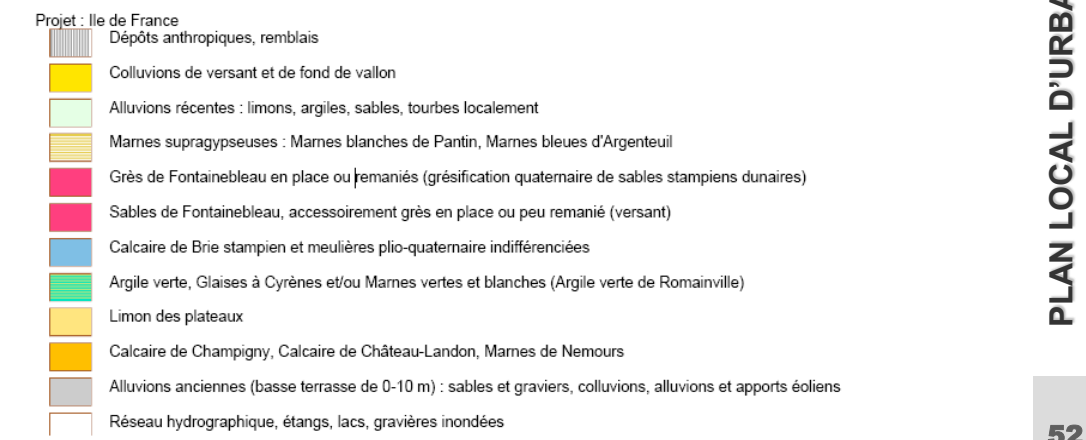 Projet : Ile de France
Dépôts anthropiques, remblais
Colluvions de versant et de fond de vallon
Alluvions récentes : limons, argiles, sables, tourbes localement
Marnes supragypseuses : Marnes blanches de Pantin, Marnes bleues d'Argenteuil
Grès de Fontainebleau en place ou remaniés (grésification quaternaire de sables stampiens dunaires)
Sables de Fontainebleau, accessoirement grès en place ou peu remanié (versant)
Calcaire de Brie stampien et meulières plio-quaternaire indifférenciées
Argile verte, Glaises à Cyrènes et/ou Marnes vertes et blanches (Argile verte de Romainville)
Limon des plateaux
Calcaire de Champigny, Calcaire de Château-Landon, Marnes de Nemours
Alluvions anciennes (basse terrasse de 0-10 m) : sables et graviers, colluvions, alluvions et apports éoliens
Réseau hydrographique, étangs, lacs, gravières inondées
PLAN LOCAL D'URBA
52